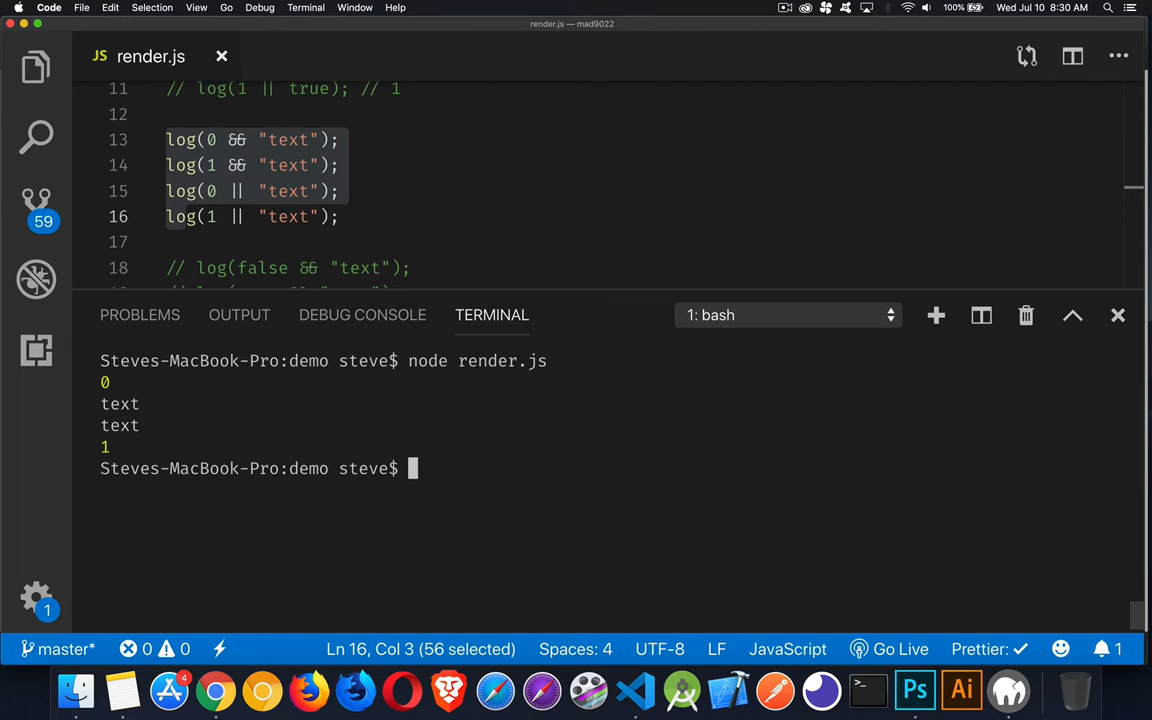 Code File Edit Selection View Go Debug Terminal Window Help 100% Wed Jul 10 8:30 AM
render.js — mad9022
JS render.js
11 // log(1 || true); // 1
12
13 log(0 && "text");
14 log(1 && "text");
15 log(0 || "text");
16 log(1 || "text");
17
18 // log(false && "text");
59
PROBLEMS OUTPUT DEBUG CONSOLE TERMINAL 1: bash
Steves-MacBook-Pro:demo steve$ node render.js
0
text
text
1
Steves-MacBook-Pro:demo steve$
1
master* 0 0 Ln 16, Col 3 (56 selected) Spaces: 4 UTF-8 LF JavaScript Go Live Prettier: ✓ 1
4
>_ Ps Ai